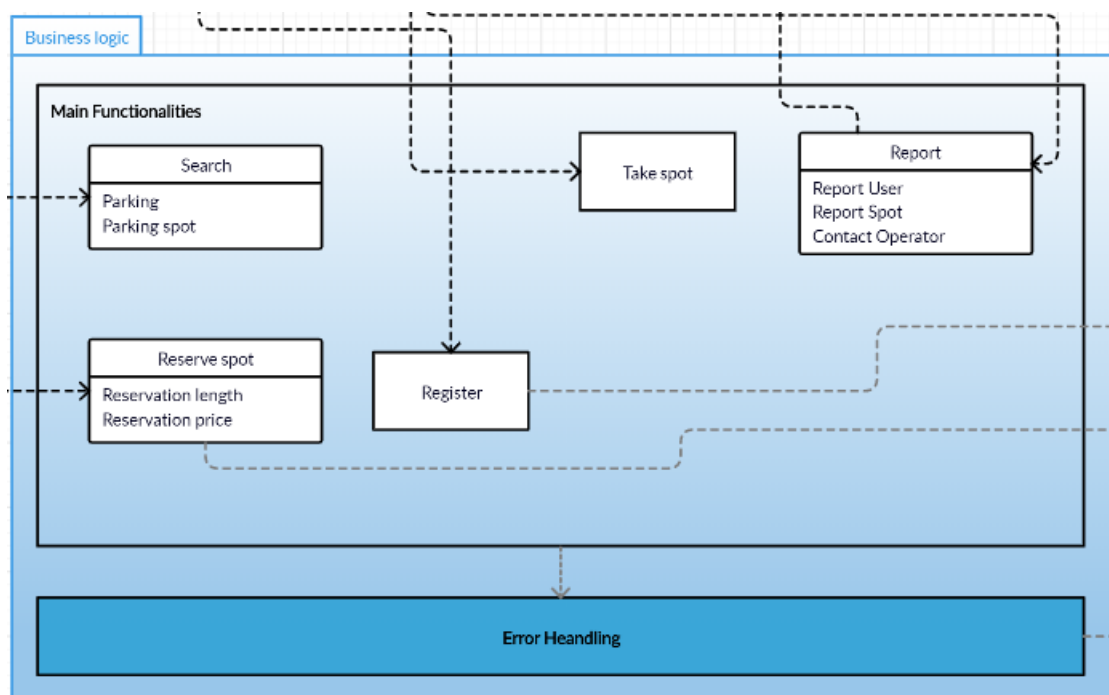 Business logic
Main Functionalities
Search
Parking
Parking spot
Take spot
Report
Report User
Report Spot
Contact Operator
Reserve spot
Reservation length
Reservation price
Register
Error Heandling